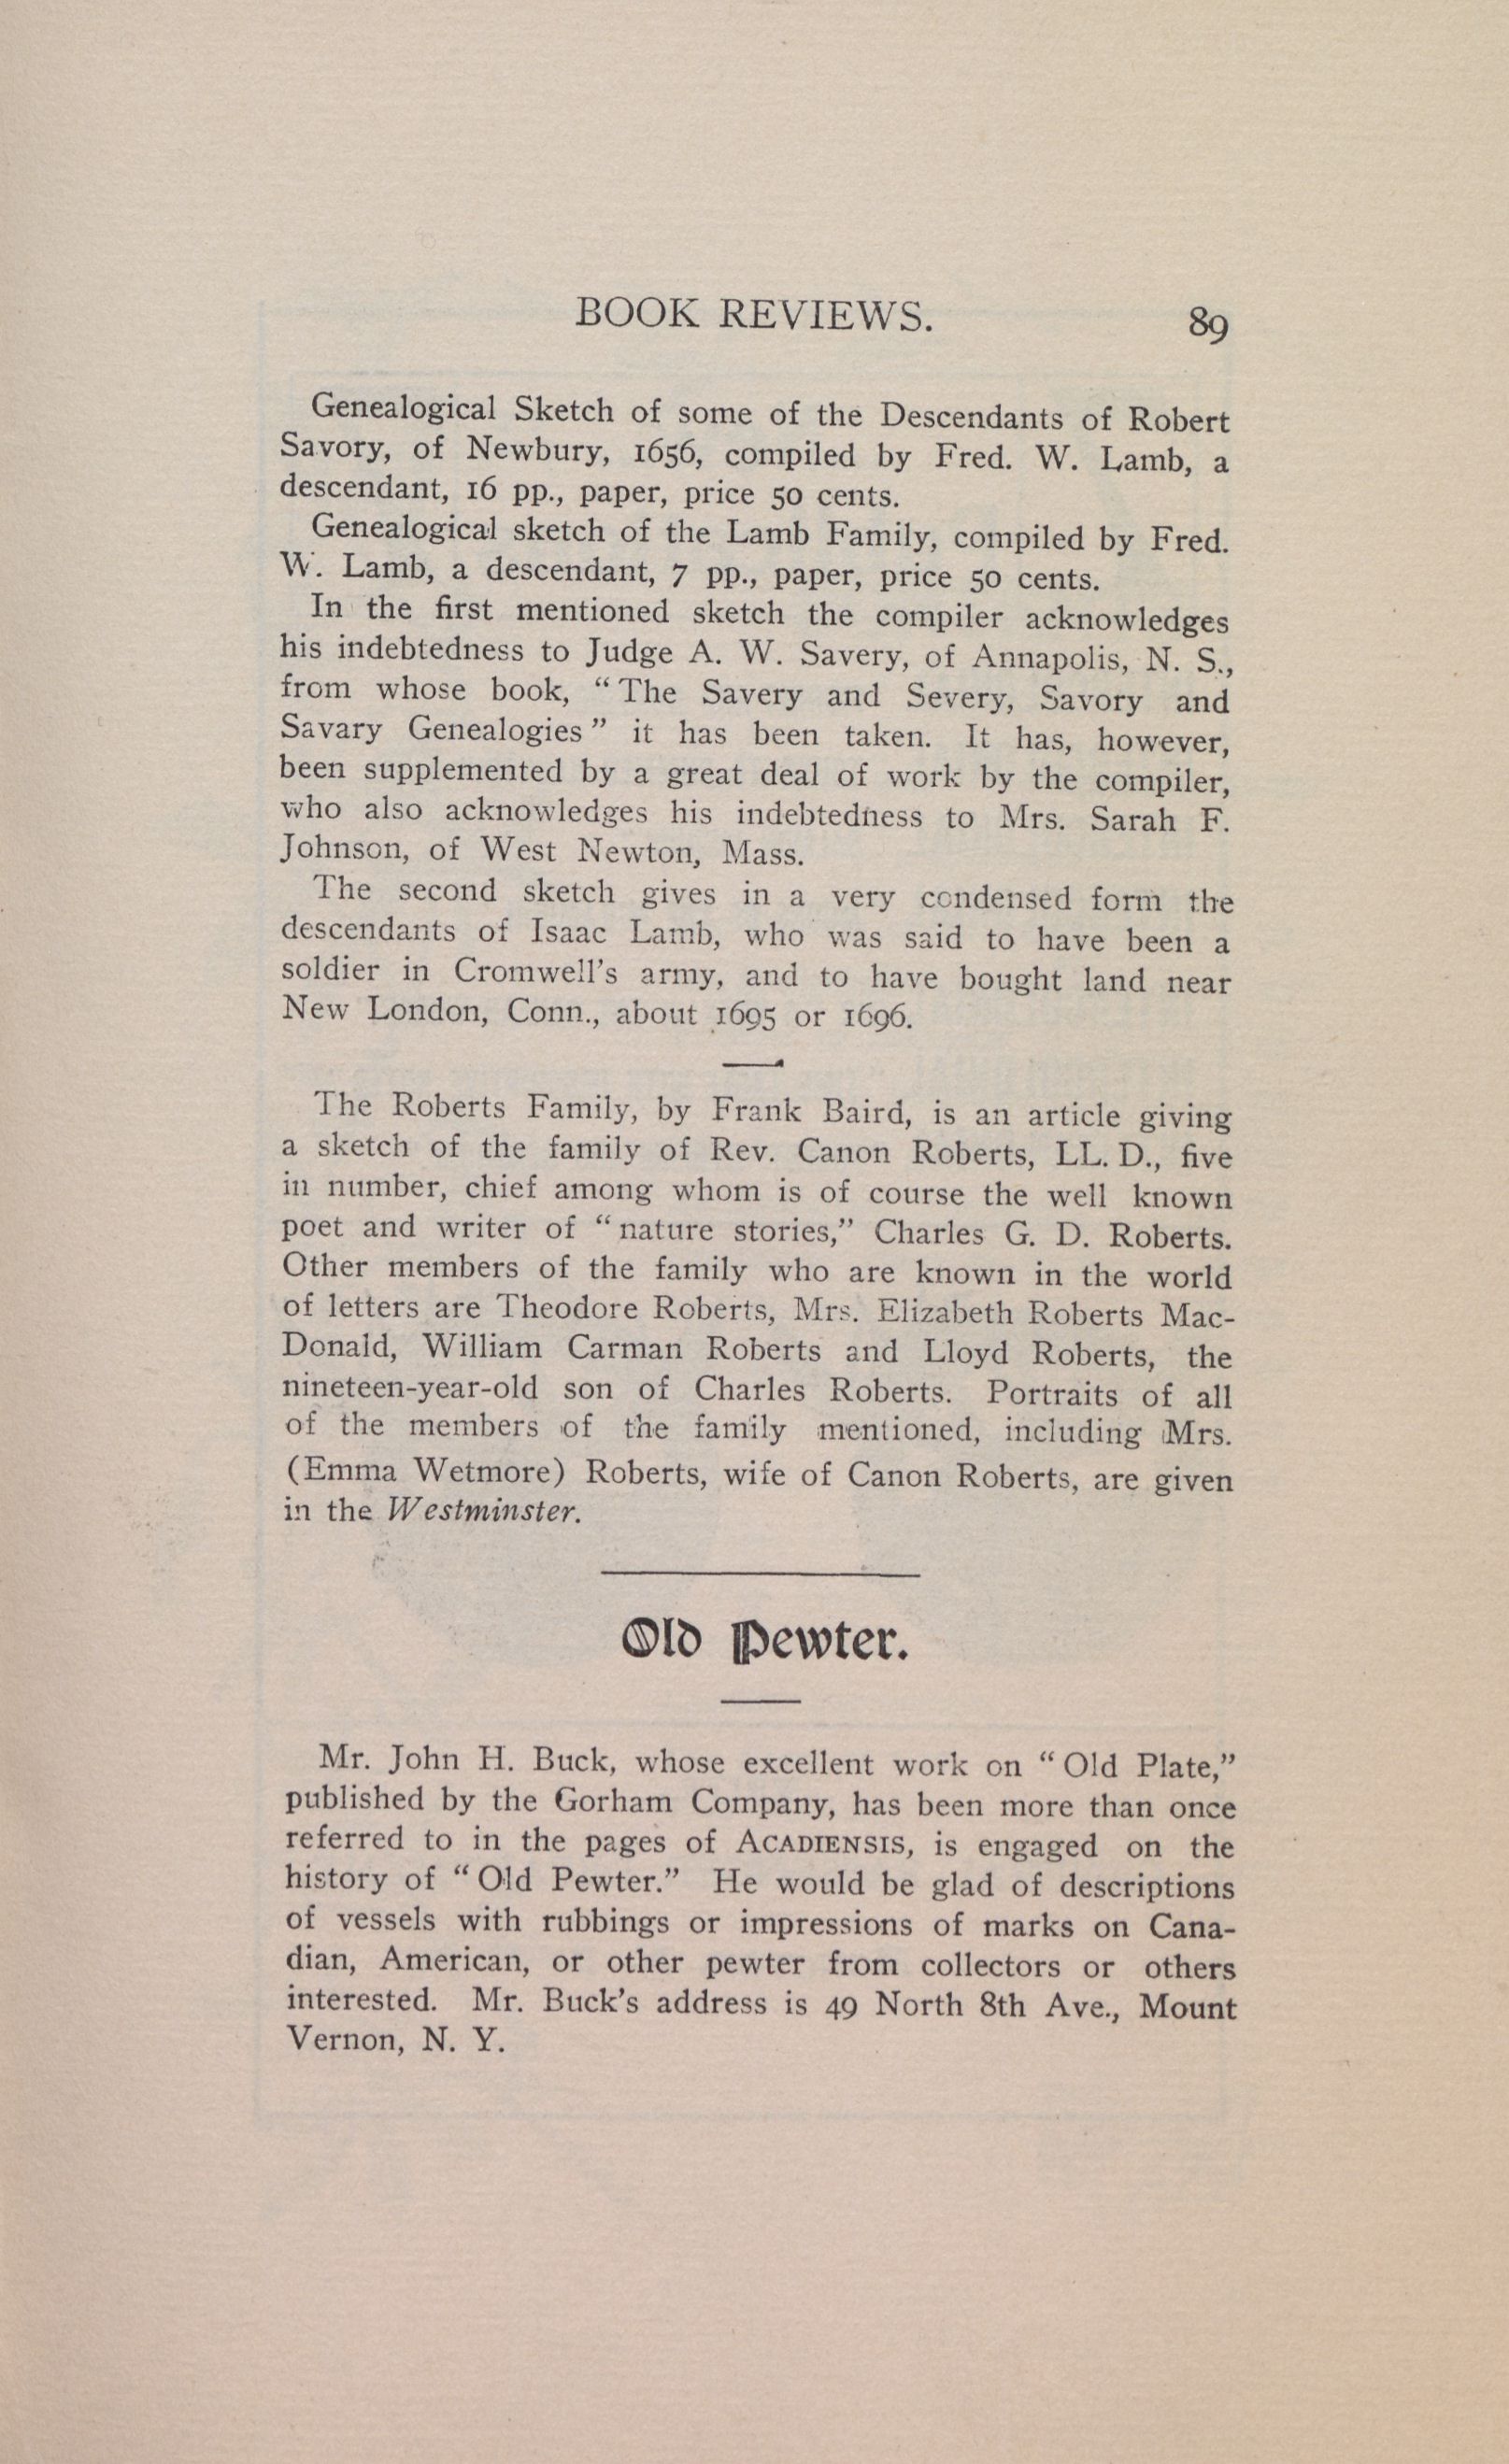 BOOK REVIEWS. 89
Genealogical Sketch of some of the Descendants of Robert
Savory, of Newbury, 1656, compiled by Fred. W. Lamb, a
descendant, 16 pp., paper, price 50 cents.
Genealogical sketch of the Lamb Family, compiled by Fred.
W. Lamb, a descendant, 7 pp., paper, price 50 cents.
In the first mentioned sketch the compiler acknowledges
his indebtedness to Judge A. W. Savery, of Annapolis, N. S.,
from whose book, “The Savery and Severy, Savory and
Savary Genealogies” it has been taken. It has, however,
been supplemented by a great deal of work by the compiler,
who also acknowledges his indebtedness to Mrs. Sarah F.
Johnson, of West Newton, Mass.
The second sketch gives in a very condensed form the
descendants of Isaac Lamb, who was said to have been a
soldier in Cromwell’s army, and to have bought land near
New London, Conn., about 1695 or 1696.
The Roberts Family, by Frank Baird, is an article giving
a sketch of the family of Rev. Canon Roberts, LL. D., five
in number, chief among whom is of course the well known
poet and writer of “nature stories,” Charles G. D. Roberts.
Other members of the family who are known in the world
of letters are Theodore Roberts, Mrs. Elizabeth Roberts Mac-
Donald, William Carman Roberts and Lloyd Roberts, the
nineteen-year-old son of Charles Roberts. Portraits of all
of the members of the family mentioned, including Mrs.
(Emma Wetmore) Roberts, wife of Canon Roberts, are given
in the Westminster.
Old Pewter.
Mr. John H. Buck, whose excellent work on “Old Plate,”
published by the Gorham Company, has been more than once
referred to in the pages of ACADIENSIS, is engaged on the
history of “Old Pewter.” He would be glad of descriptions
of vessels with rubbings or impressions of marks on Cana-
dian, American, or other pewter from collectors or others
interested. Mr. Buck’s address is 49 North 8th Ave., Mount
Vernon, N. Y.